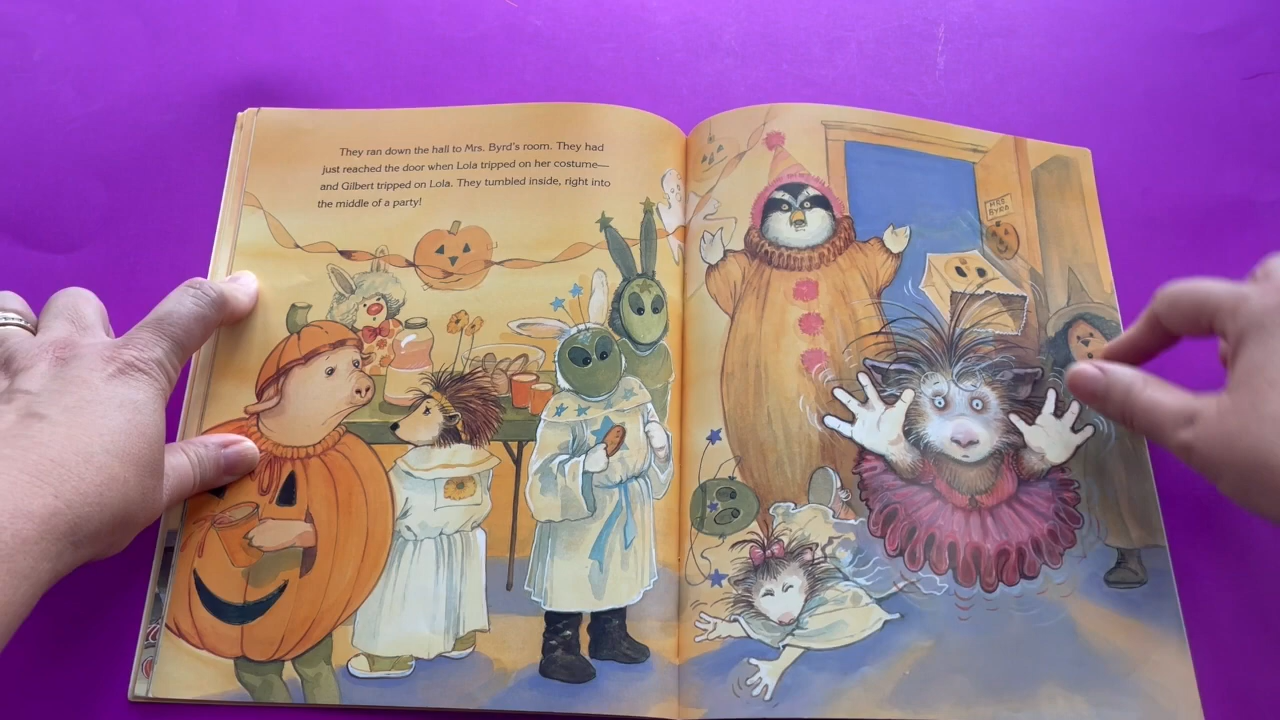 They ran down the hall to Mrs. Byrd's room. They had
just reached the door when Lola tripped on her costume—
and Gilbert tripped on Lola. They tumbled inside, right into
the middle of a party!
MRS.
BYRD